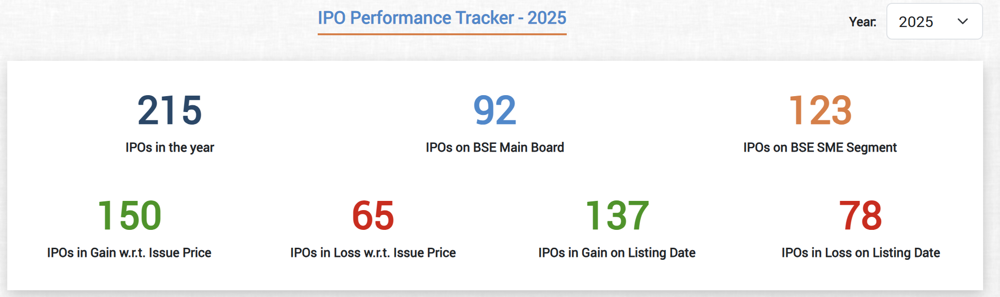 IPO Performance Tracker - 2025
Year:
2025
215
IPOs in the year
92
IPOs on BSE Main Board
123
IPOs on BSE SME Segment
150
IPOs in Gain w.r.t. Issue Price
65
IPOs in Loss w.r.t. Issue Price
137
IPOs in Gain on Listing Date
78
IPOs in Loss on Listing Date